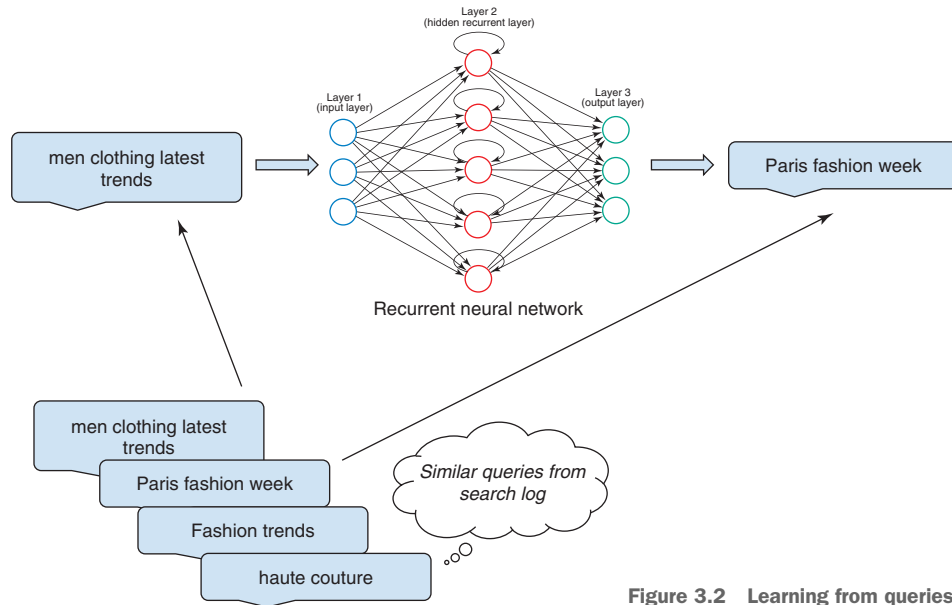 Layer 2
(hidden recurrent layer)
Layer 1
(input layer)
Layer 3
(output layer)
men clothing latest
trends
Paris fashion week
Recurrent neural network
men clothing latest
trends
Paris fashion week
Fashion trends
haute couture
Similar queries from
search log
Figure 3.2 Learning from queries